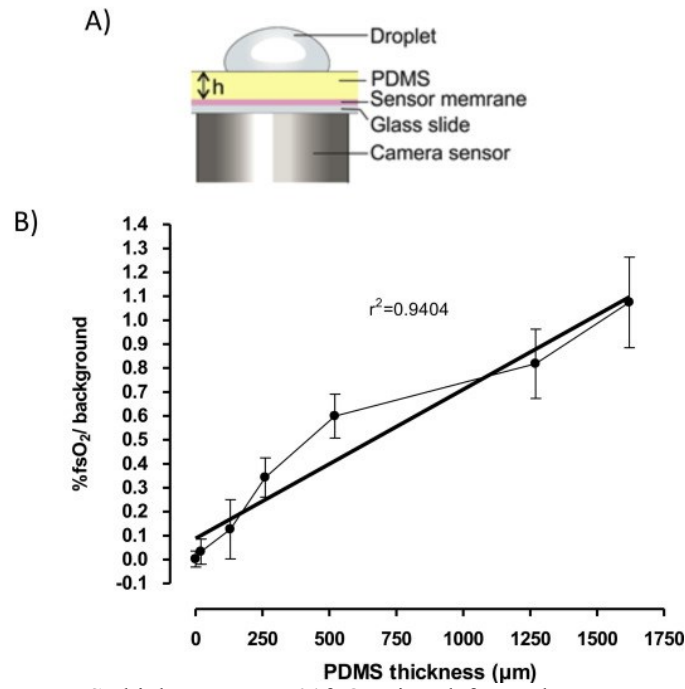 A)
Droplet
PDMS
h
Sensor memrane
Glass slide
Camera sensor
B)
1.4
1.3
1.2
1.1
1.0
0.9
0.8
0.7
0.6
0.5
0.4
0.3
0.2
0.1
0.0
-0.1
%fsO₂/ background
r²=0.9404
0 250 500 750 1000 1250 1500 1750
PDMS thickness (µm)